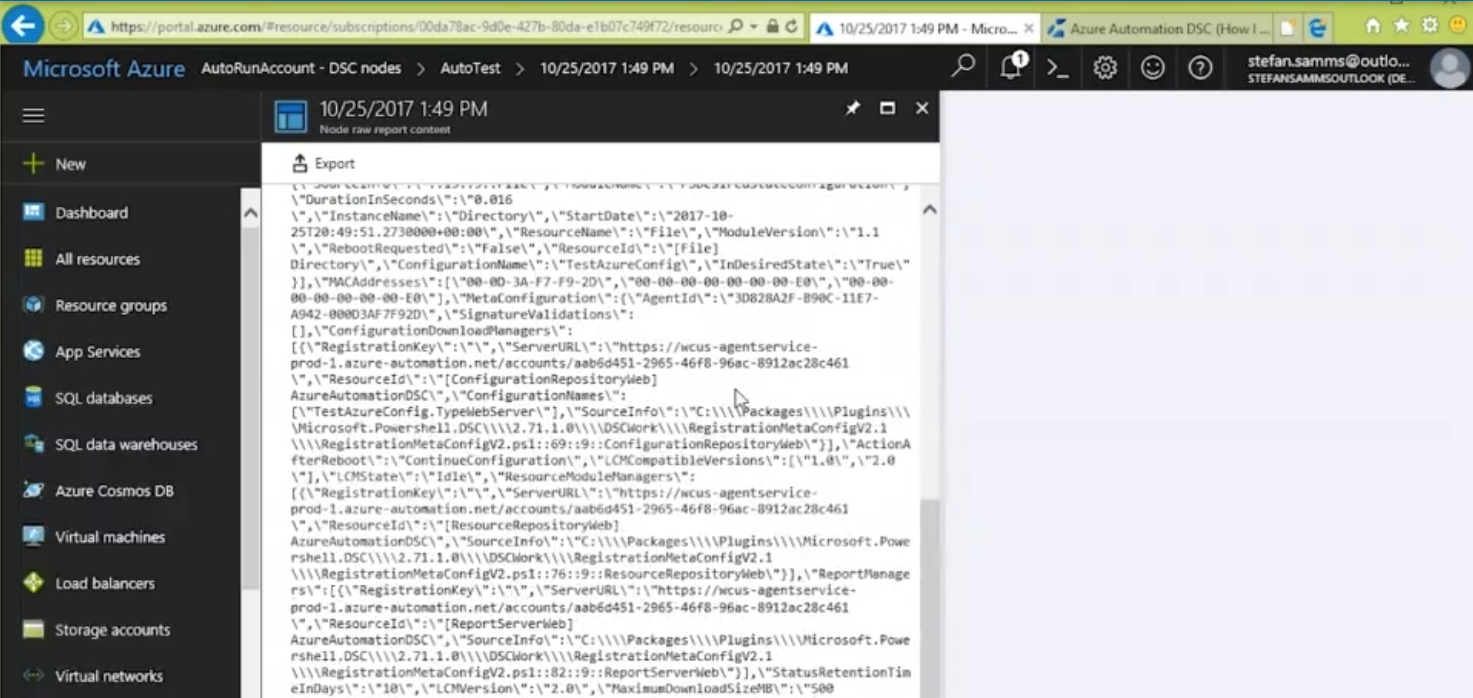 https://portal.azure.com/#resource/subscriptions/00da78ac-9d0e-427b-80da-e1b07c749f72/resourc
10/25/2017 1:49 PM - Micro...
Azure Automation DSC (How I ...
Microsoft Azure
AutoRunAccount - DSC nodes > AutoTest > 10/25/2017 1:49 PM > 10/25/2017 1:49 PM
1
stefan.samms@outlo...
STEFANSAMMSOUTLOOK (DE...
10/25/2017 1:49 PM
Node raw report content
New
Dashboard
All resources
Resource groups
App Services
SQL databases
SQL data warehouses
Azure Cosmos DB
Virtual machines
Load balancers
Storage accounts
Virtual networks
Export
\"DurationInSeconds\":\"0.016
\",\"InstanceName\":\"Directory\",\"StartDate\":\"2017-10-
25T20:49:51.2730000+00:00\",\"ResourceName\":\"File\",\"ModuleVersion\":\"1.1
\",\"RebootRequested\":\"False\",\"ResourceId\":\"[File]
Directory\",\"ConfigurationName\":\"TestAzureConfig\",\"InDesiredState\":\"True\"
}],\"MACAddresses\":[\"00-0D-3A-F7-F9-2D\",\"00-00-00-00-00-00-00-E0\",\"00-00-
00-00-00-00-00-E0\"],\"MetaConfiguration\":{\"AgentId\":\"3D828A2F-B90C-11E7-
A942-000D3AF7F92D\",\"SignatureValidations\":
[],\"ConfigurationDownloadManagers\":
[{\"RegistrationKey\":\"\",\"ServerURL\":\"https://wcus-agentservice-
prod-1.azure-automation.net/accounts/aab6d451-2965-46f8-96ac-8912ac28c461
\",\"ResourceId\":\"[ConfigurationRepositoryWeb]
AzureAutomationDSC\",\"ConfigurationNames\":
[\"TestAzureConfig.TypeWebServer\"],\"SourceInfo\":\"C:\\\\Packages\\\\Plugins\\\
\Microsoft.Powershell.DSC\\\\2.71.1.0\\\\DSCWork\\\\RegistrationMetaConfigV2.1
\\\\RegistrationMetaConfigV2.ps1::69::9::ConfigurationRepositoryWeb\"}],\"ActionA
fterReboot\":\"ContinueConfiguration\",\"LCMCompatibleVersions\":[\"1.0\",\"2.0
\"],\"LCMState\":\"Idle\",\"ResourceModuleManagers\":
[{\"RegistrationKey\":\"\",\"ServerURL\":\"https://wcus-agentservice-
prod-1.azure-automation.net/accounts/aab6d451-2965-46f8-96ac-8912ac28c461
\",\"ResourceId\":\"[ResourceRepositoryWeb]
AzureAutomationDSC\",\"SourceInfo\":\"C:\\\\Packages\\\\Plugins\\\\Microsoft.Powe
rshell.DSC\\\\2.71.1.0\\\\DSCWork\\\\RegistrationMetaConfigV2.1
\\\\RegistrationMetaConfigV2.ps1::76::9::ResourceRepositoryWeb\"}],\"ReportManage
rs\":[{\"RegistrationKey\":\"\",\"ServerURL\":\"https://wcus-agentservice-
prod-1.azure-automation.net/accounts/aab6d451-2965-46f8-96ac-8912ac28c461
\",\"ResourceId\":\"[ReportServerWeb]
AzureAutomationDSC\",\"SourceInfo\":\"C:\\\\Packages\\\\Plugins\\\\Microsoft.Powe
rshell.DSC\\\\2.71.1.0\\\\DSCWork\\\\RegistrationMetaConfigV2.1
\\\\RegistrationMetaConfigV2.ps1::82::9::ReportServerWeb\"}],\"StatusRetentionTim
eInDays\":\"10\",\"LCMVersion\":\"2.0\",\"MaximumDownloadSizeMB\":\"500